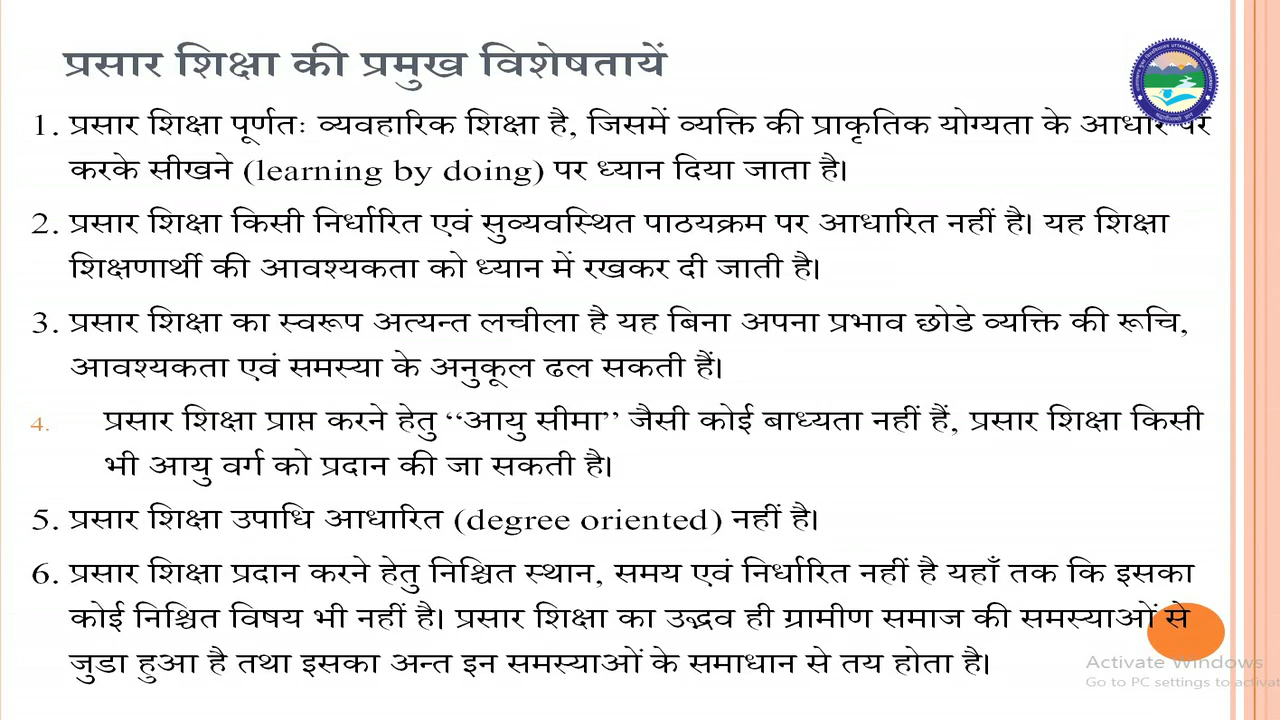 प्रसार शिक्षा की प्रमुख विशेषतायें
1. प्रसार शिक्षा पूर्णतः व्यवहारिक शिक्षा है, जिसमें व्यक्ति की प्राकृतिक योग्यता के आधार पर
करके सीखने (learning by doing) पर ध्यान दिया जाता है।
2. प्रसार शिक्षा किसी निर्धारित एवं सुव्यवस्थित पाठयक्रम पर आधारित नहीं है। यह शिक्षा
शिक्षणार्थी की आवश्यकता को ध्यान में रखकर दी जाती है।
3. प्रसार शिक्षा का स्वरूप अत्यन्त लचीला है यह बिना अपना प्रभाव छोडे व्यक्ति की रूचि,
आवश्यकता एवं समस्या के अनुकूल ढल सकती हैं।
4. प्रसार शिक्षा प्राप्त करने हेतु “आयु सीमा” जैसी कोई बाध्यता नहीं हैं, प्रसार शिक्षा किसी
भी आयु वर्ग को प्रदान की जा सकती है।
5. प्रसार शिक्षा उपाधि आधारित (degree oriented) नहीं है।
6. प्रसार शिक्षा प्रदान करने हेतु निश्चित स्थान, समय एवं निर्धारित नहीं है यहाँ तक कि इसका
कोई निश्चित विषय भी नहीं है। प्रसार शिक्षा का उद्भव ही ग्रामीण समाज की समस्याओं से
जुडा हुआ है तथा इसका अन्त इन समस्याओं के समाधान से तय होता है।
Activate Windows
Go to PC settings to activat